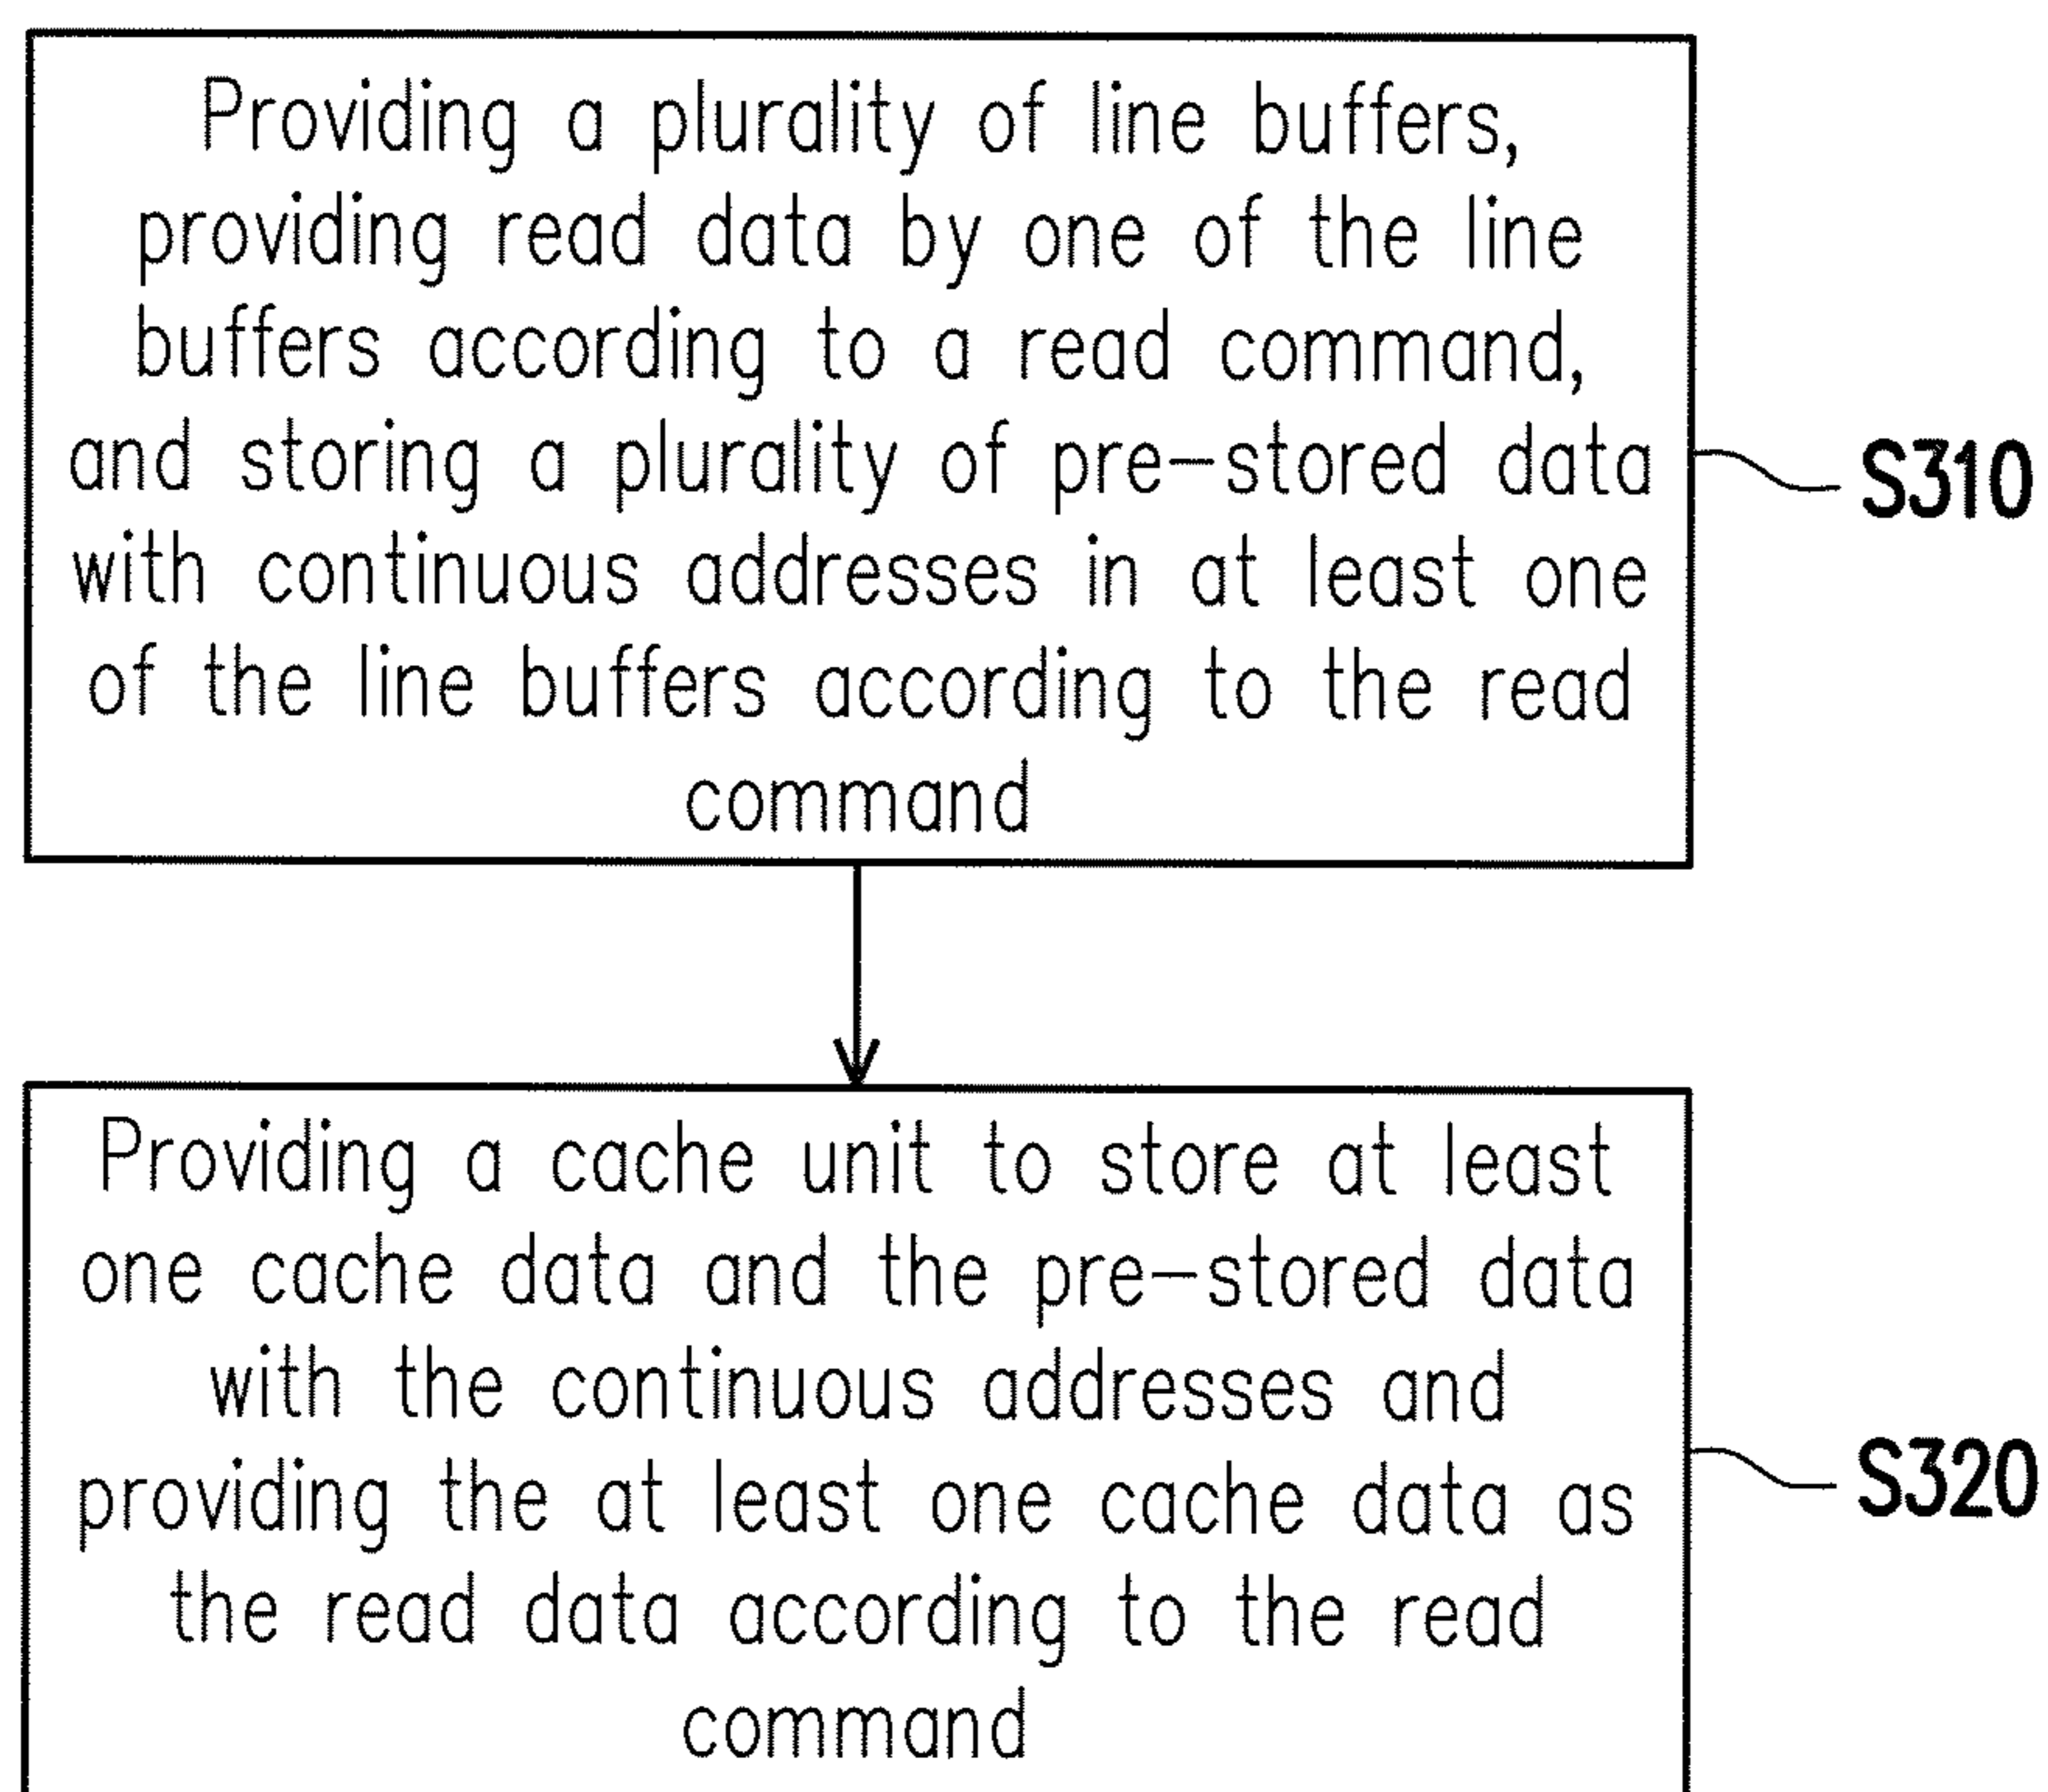 Providing a plurality of line buffers,
providing read data by one of the line
buffers according to a read command,
and storing a plurality of pre-stored data
with continuous addresses in at least one
of the line buffers according to the read
command
S310
Providing a cache unit to store at least
one cache data and the pre-stored data
with the continuous addresses and
providing the at least one cache data as
the read data according to the read
command
S320